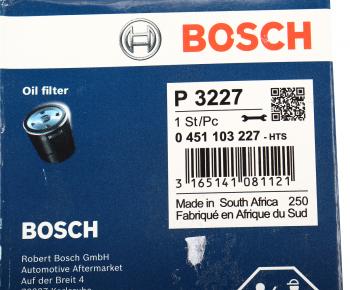 BOSCH
Oil filter
P 3227
1 St/Pc
0 451 103 227 - HTS
3 165141 081121
Made in South Africa 250
Fabriqué en Afrique du Sud
BOSCH
Robert Bosch GmbH
Automotive Aftermarket
Auf der Breit 4